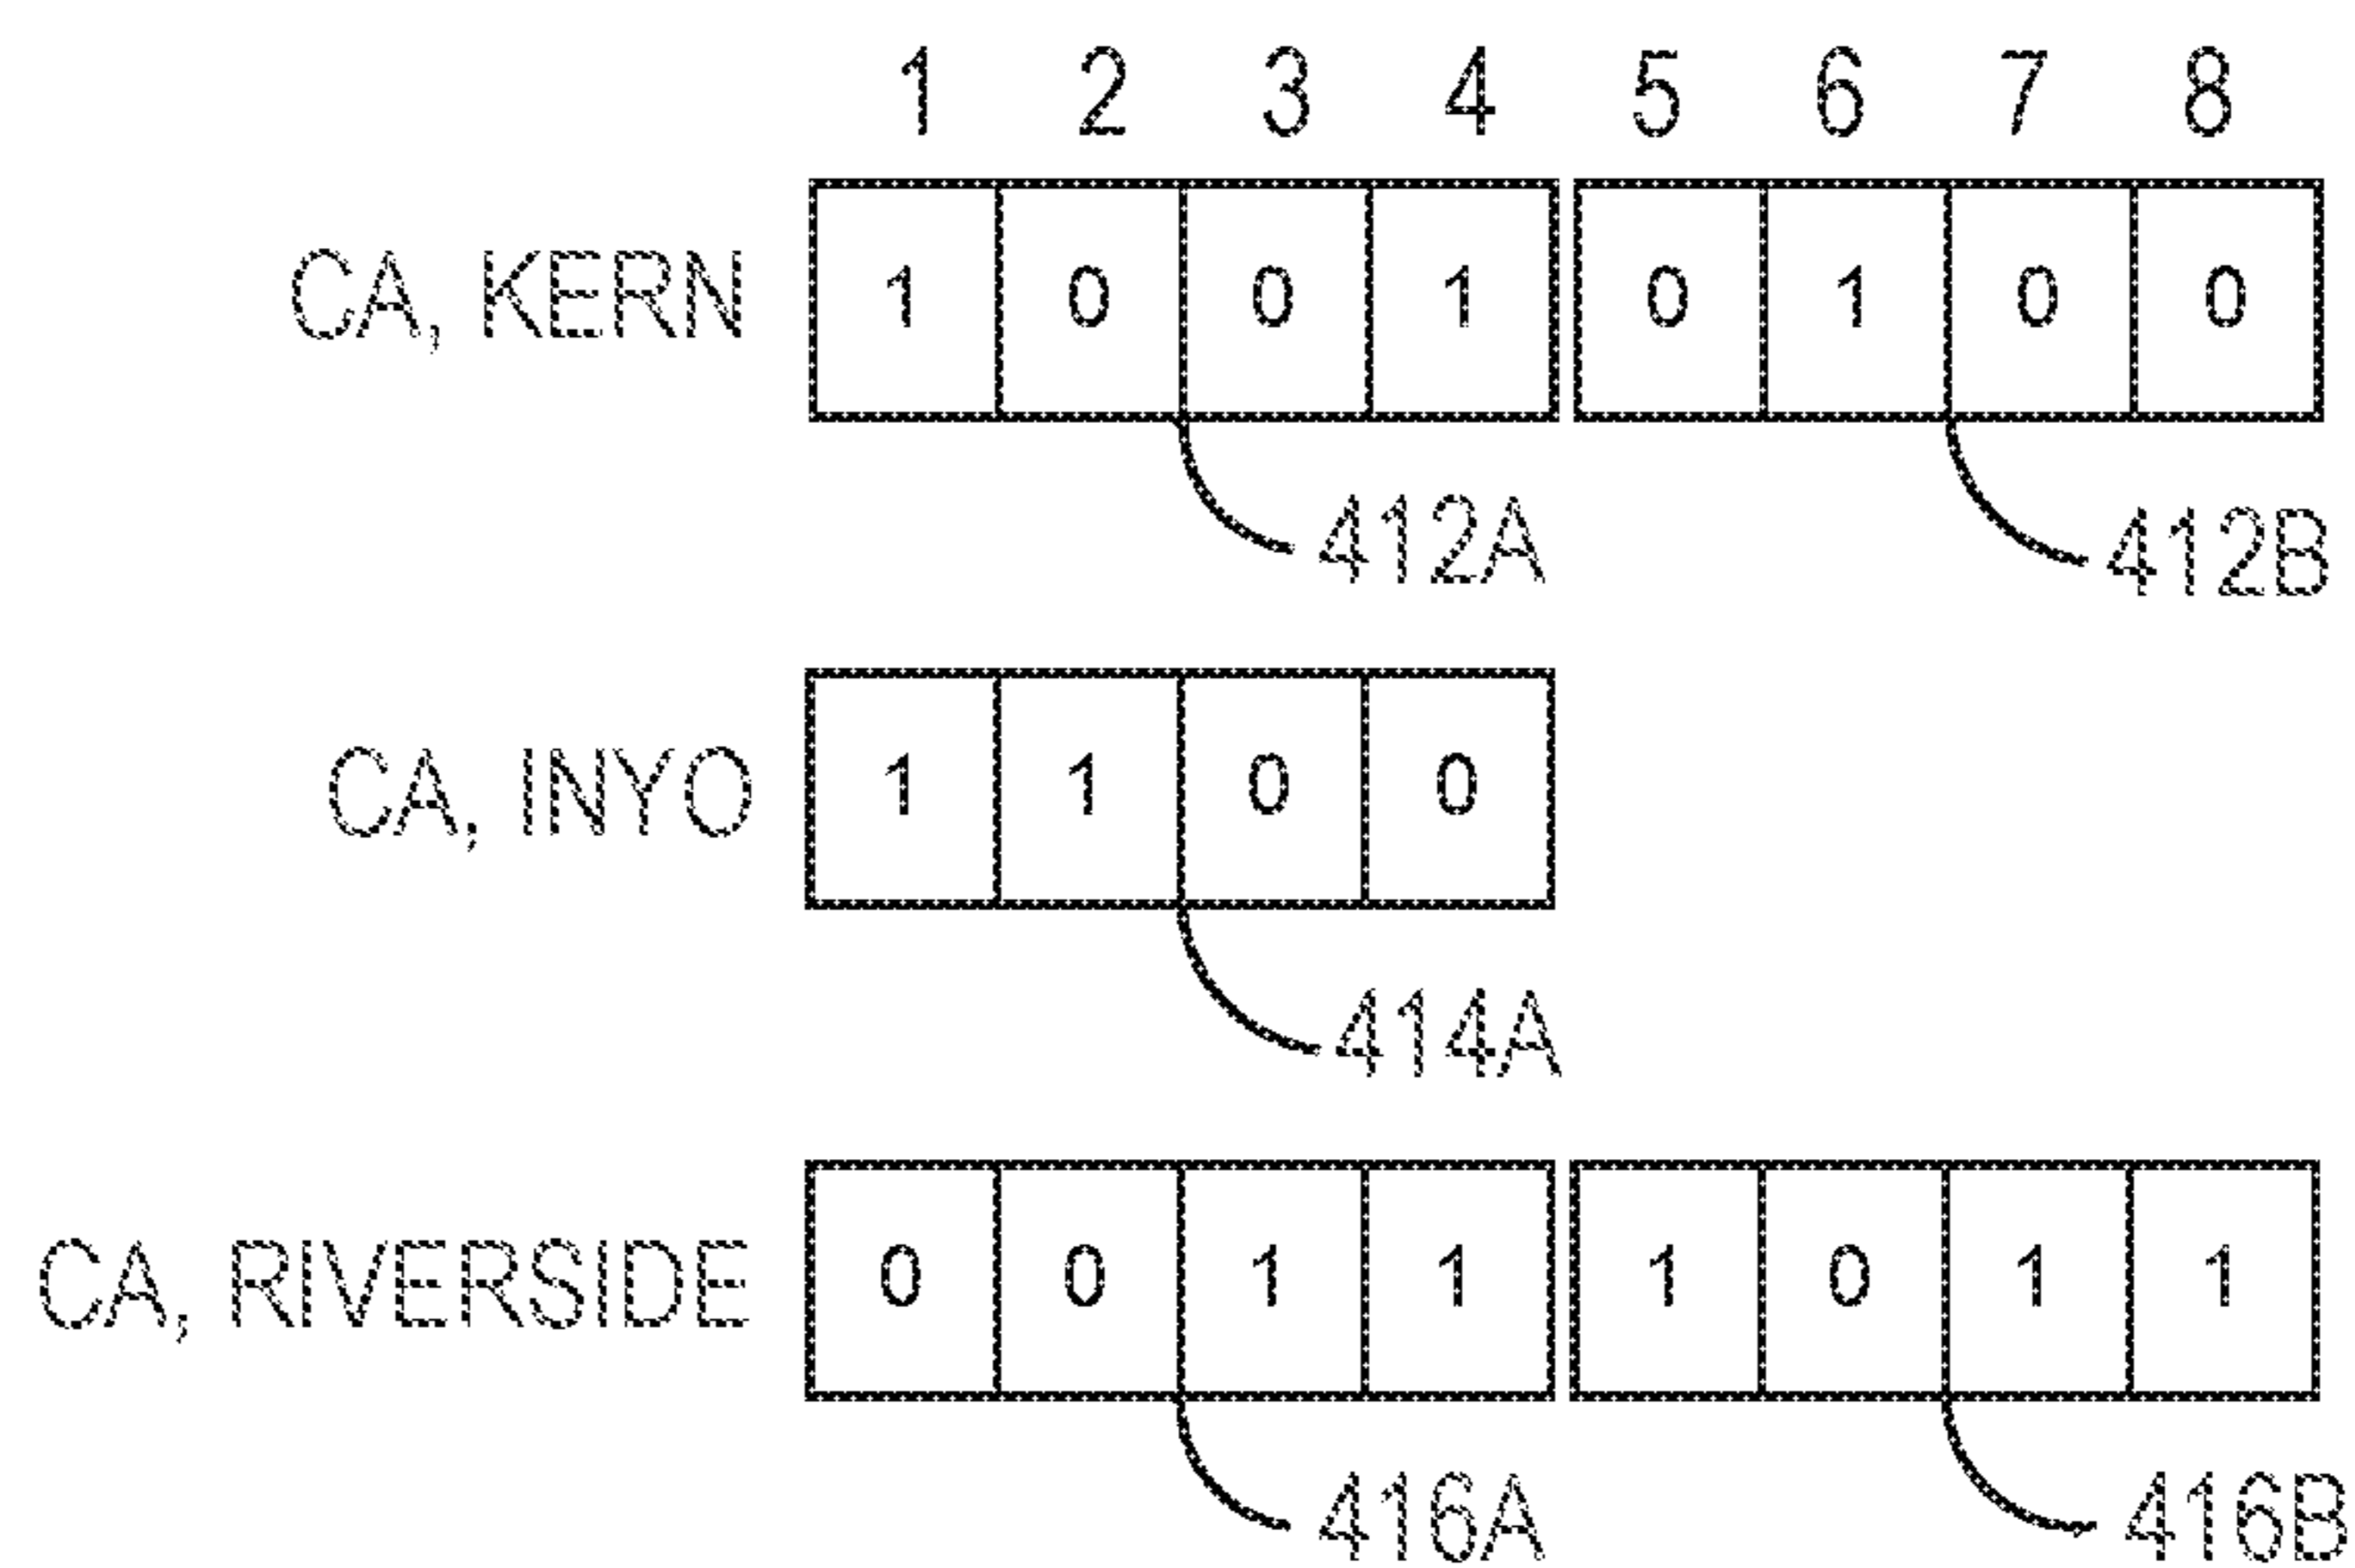 1 2 3 4 5 6 7 8
CA, KERN 1 0 0 1 0 1 0 0
412A 412B
CA, INYO 1 1 0 0
414A
CA, RIVERSIDE 0 0 1 1 1 0 1 1
416A 416B